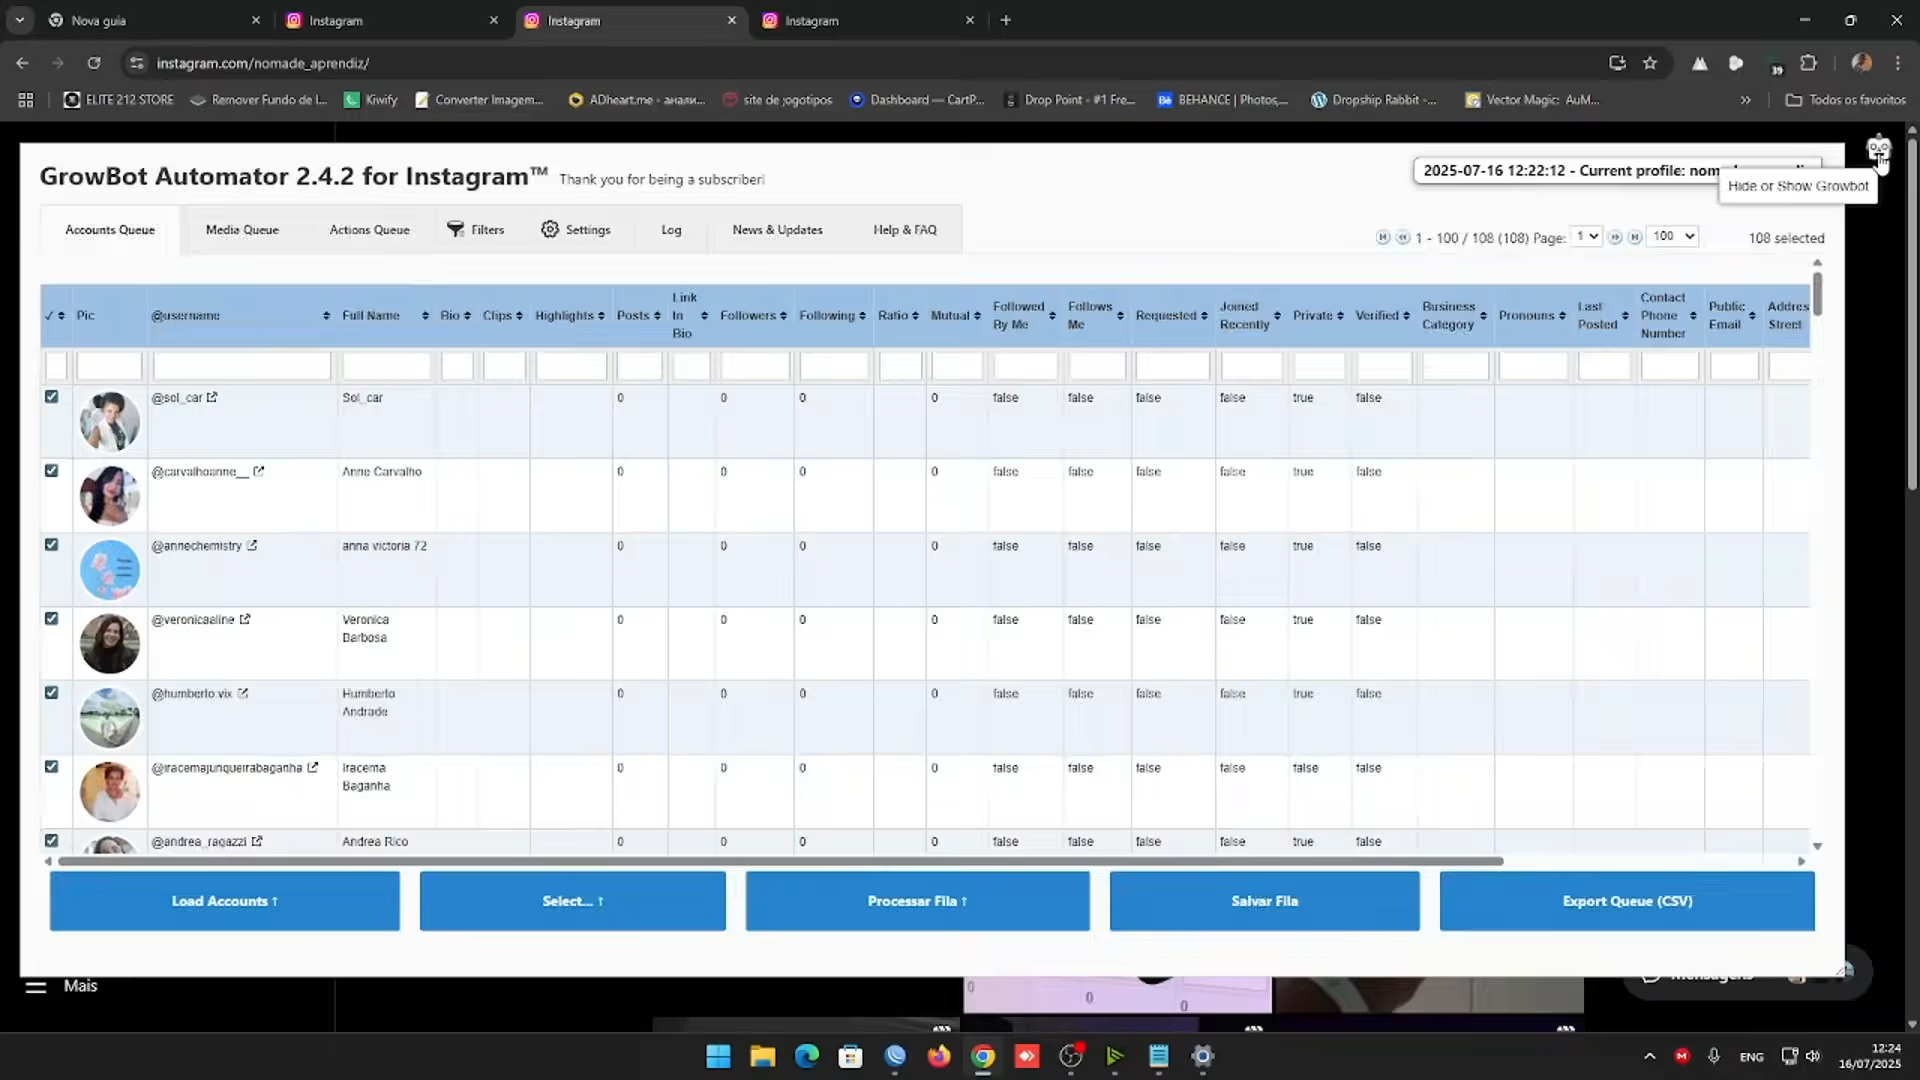 Nova guia
Instagram
Instagram
Instagram
instagram.com/nomade_aprendiz/
39
ELITE 212 STORE
Remover Fundo de I...
Kiwify
Converter Imagem...
ADheart.me - анали...
site de jogotipos
Dashboard — CartP...
Drop Point - #1 Fre...
BEHANCE | Photos,...
Dropship Rabbit -...
Vector Magic: AuM...
Todos os favoritos
GrowBot Automator 2.4.2 for Instagram™ Thank you for being a subscriber!
2025-07-16 12:22:12 - Current profile:
Hide or Show Growbot
Accounts Queue Media Queue Actions Queue Filters Settings Log News & Updates Help & FAQ
1 - 100 / 108 (108) Page: 1 100 108 selected
✓ Pic @username Full Name Bio Clips Highlights Posts Link In Bio Followers Following Ratio Mutual Followed By Me Follows Me Requested Joined Recently Private Verified Business Category Pronouns Last Posted Contact Phone Number Public Email Addres Street
@sol_car Sol_car 0 0 0 0 false false false false true false
@carvalhoanne__ Anne Carvalho 0 0 0 0 false false false false true false
@annechemistry anna victoria 72 0 0 0 0 false false false false true false
@veronicaaline Veronica Barbosa 0 0 0 0 false false false false true false
@humberto.vix Humberto Andrade 0 0 0 0 false false false false true false
@iracemajunqueirabaganha Iracema Baganha 0 0 0 0 false false false false false false
@andrea_ragazzi Andrea Rico 0 0 0 0 false false false false true false
Load Accounts ↑
Select... ↑
Processar Fila ↑
Salvar Fila
Export Queue (CSV)
Mais
0
0
0
ENG
12:24
16/07/2025